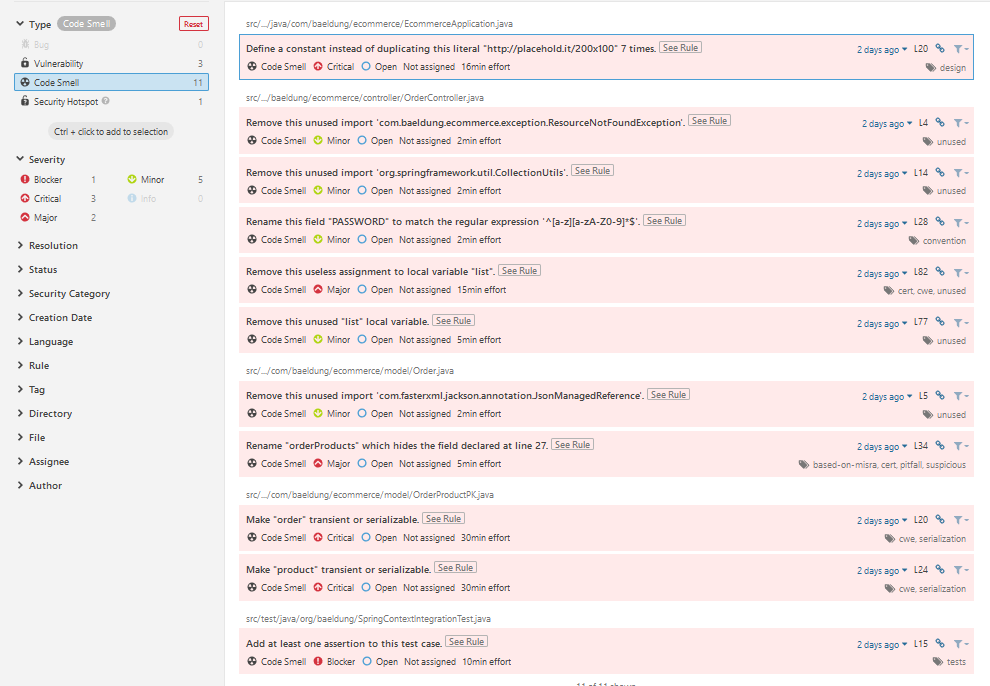 Type Code Smell Reset
Bug 0
Vulnerability 3
Code Smell 11
Security Hotspot 1
Ctrl + click to add to selection
Severity
Blocker 1 Minor 5
Critical 3 Info 0
Major 2
Resolution
Status
Security Category
Creation Date
Language
Rule
Tag
Directory
File
Assignee
Author
src/.../java/com/baeldung/ecommerce/EcommerceApplication.java
Define a constant instead of duplicating this literal "http://placehold.it/200x100" 7 times. See Rule 2 days ago L20
Code Smell Critical Open Not assigned 16min effort design
src/.../baeldung/ecommerce/controller/OrderController.java
Remove this unused import 'com.baeldung.ecommerce.exception.ResourceNotFoundException'. See Rule 2 days ago L4
Code Smell Minor Open Not assigned 2min effort unused
Remove this unused import 'org.springframework.util.CollectionUtils'. See Rule 2 days ago L14
Code Smell Minor Open Not assigned 2min effort unused
Rename this field "PASSWORD" to match the regular expression '^[a-z][a-zA-Z0-9]*$'. See Rule 2 days ago L28
Code Smell Minor Open Not assigned 2min effort convention
Remove this useless assignment to local variable "list". See Rule 2 days ago L82
Code Smell Major Open Not assigned 15min effort cert, cwe, unused
Remove this unused "list" local variable. See Rule 2 days ago L77
Code Smell Minor Open Not assigned 5min effort unused
src/.../com/baeldung/ecommerce/model/Order.java
Remove this unused import 'com.fasterxml.jackson.annotation.JsonManagedReference'. See Rule 2 days ago L5
Code Smell Minor Open Not assigned 2min effort unused
Rename "orderProducts" which hides the field declared at line 27. See Rule 2 days ago L34
Code Smell Major Open Not assigned 5min effort based-on-misra, cert, pitfall, suspicious
src/.../com/baeldung/ecommerce/model/OrderProductPK.java
Make "order" transient or serializable. See Rule 2 days ago L20
Code Smell Critical Open Not assigned 30min effort cwe, serialization
Make "product" transient or serializable. See Rule 2 days ago L24
Code Smell Critical Open Not assigned 30min effort cwe, serialization
src/test/java/org/baeldung/SpringContextIntegrationTest.java
Add at least one assertion to this test case. See Rule 2 days ago L15
Code Smell Blocker Open Not assigned 10min effort tests
11 of 11 shown